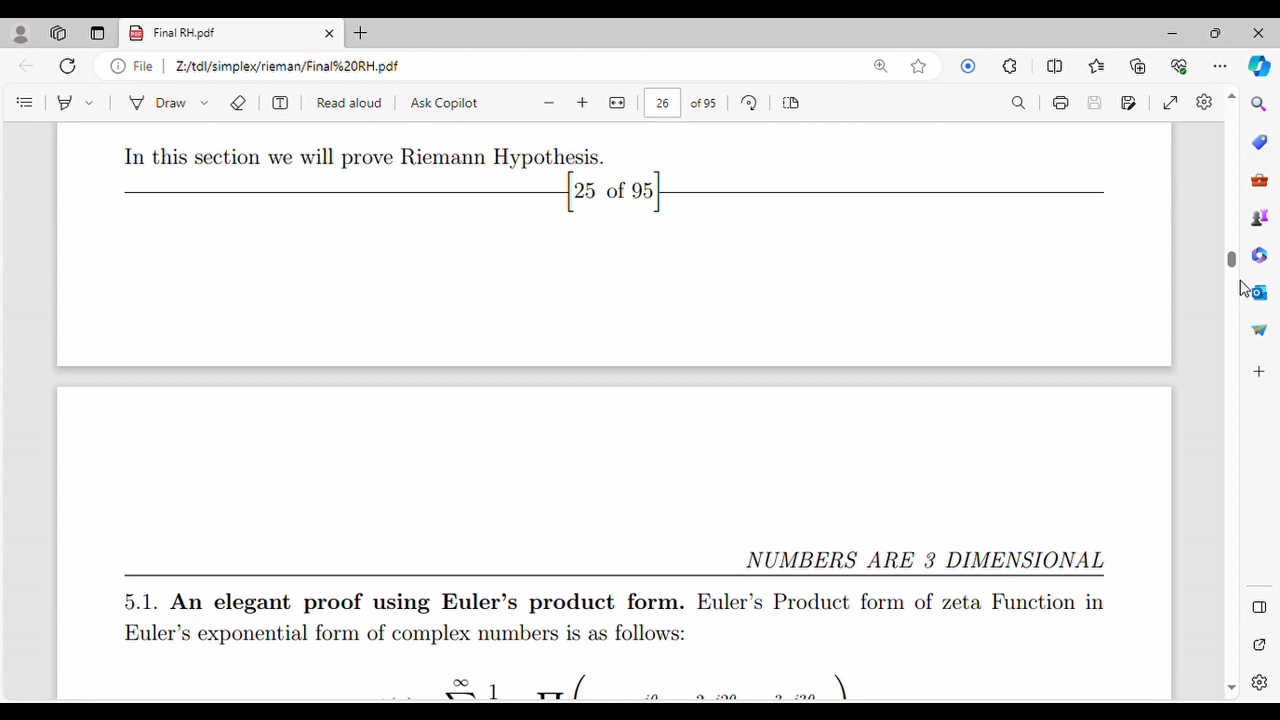 Final RH.pdf
File
Z:/tdl/simplex/rieman/Final%20RH.pdf
Draw
Read aloud
Ask Copilot
26 of 95
In this section we will prove Riemann Hypothesis.
[25 of 95]
NUMBERS ARE 3 DIMENSIONAL
5.1. An elegant proof using Euler's product form. Euler's Product form of zeta Function in
Euler's exponential form of complex numbers is as follows:
∞
1